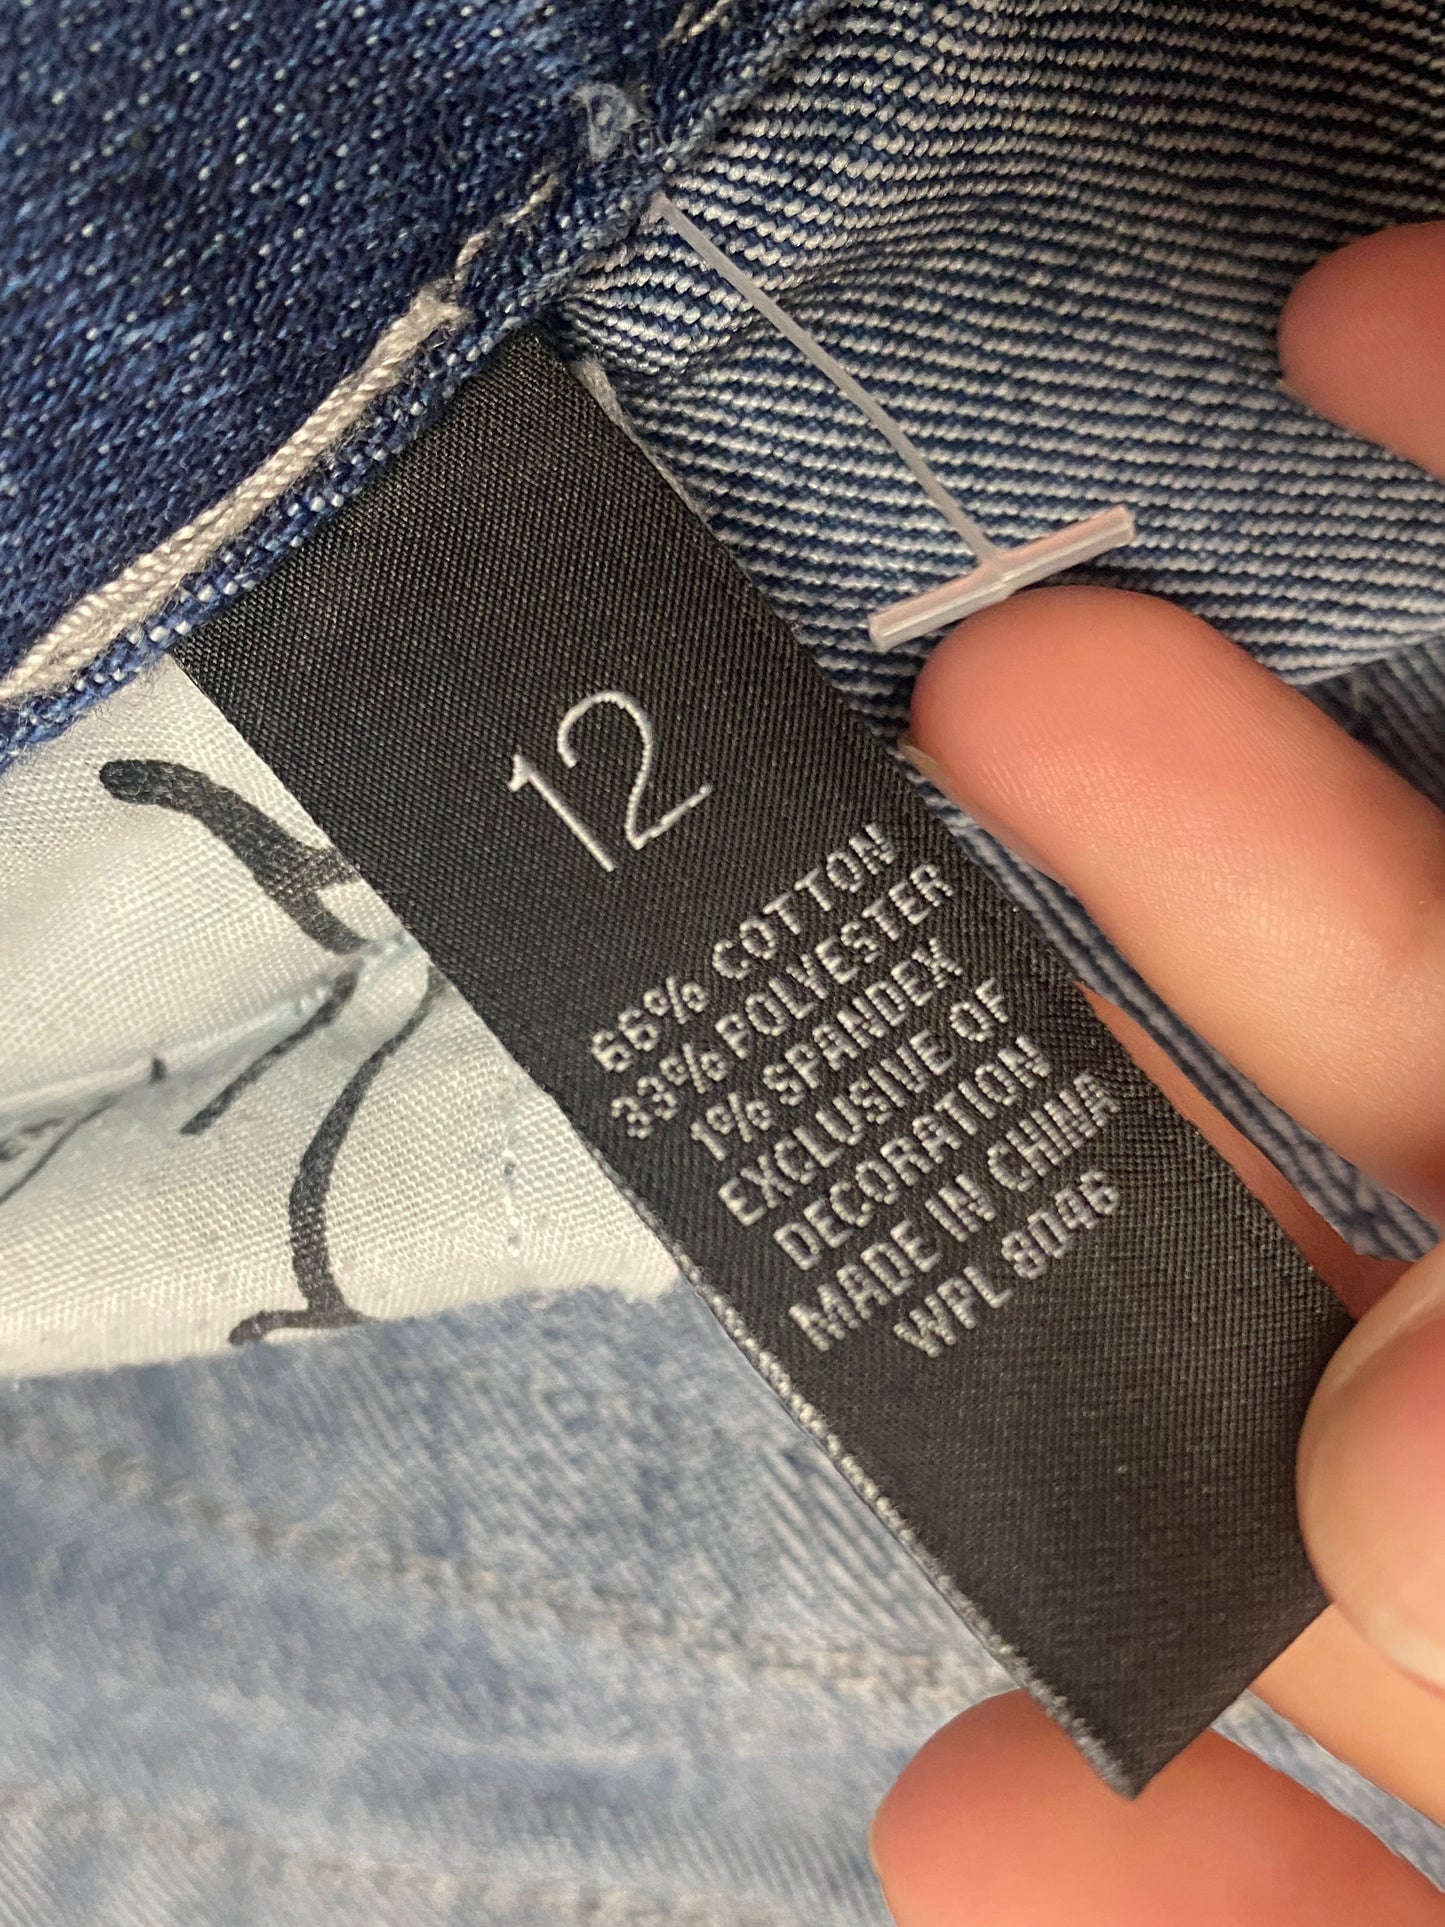 12
66% COTTON
33% POLYESTER
1% SPANDEX
EXCLUSIVE OF
DECORATION
MADE IN CHINA
WPL 8046